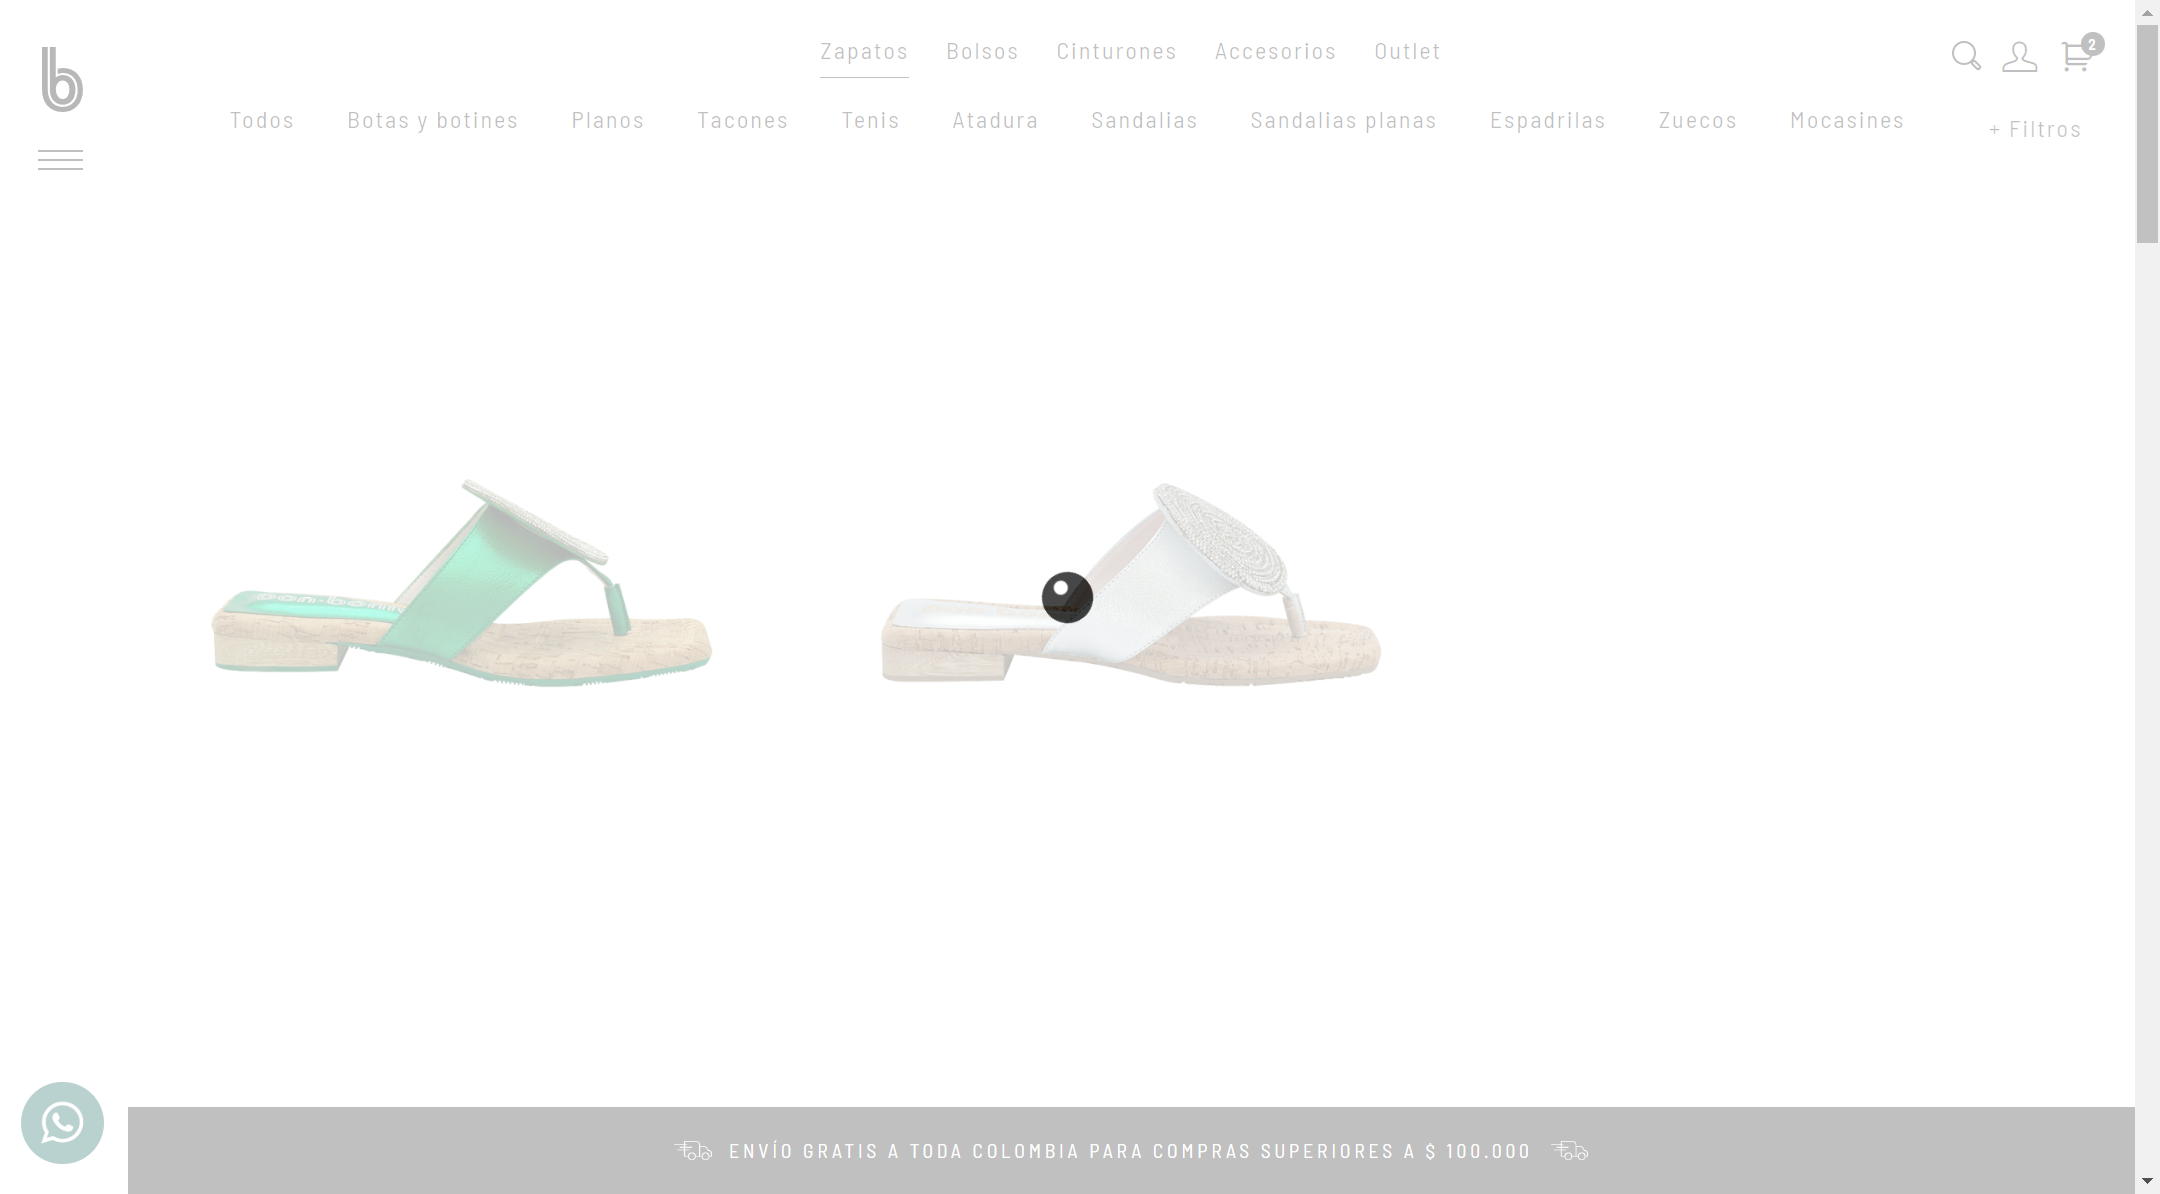 b
Zapatos Bolsos Cinturones Accesorios Outlet
2
Todos Botas y botines Planos Tacones Tenis Atadura Sandalias Sandalias planas Espadrilas Zuecos Mocasines + Filtros
ENVÍO GRATIS A TODA COLOMBIA PARA COMPRAS SUPERIORES A $ 100.000